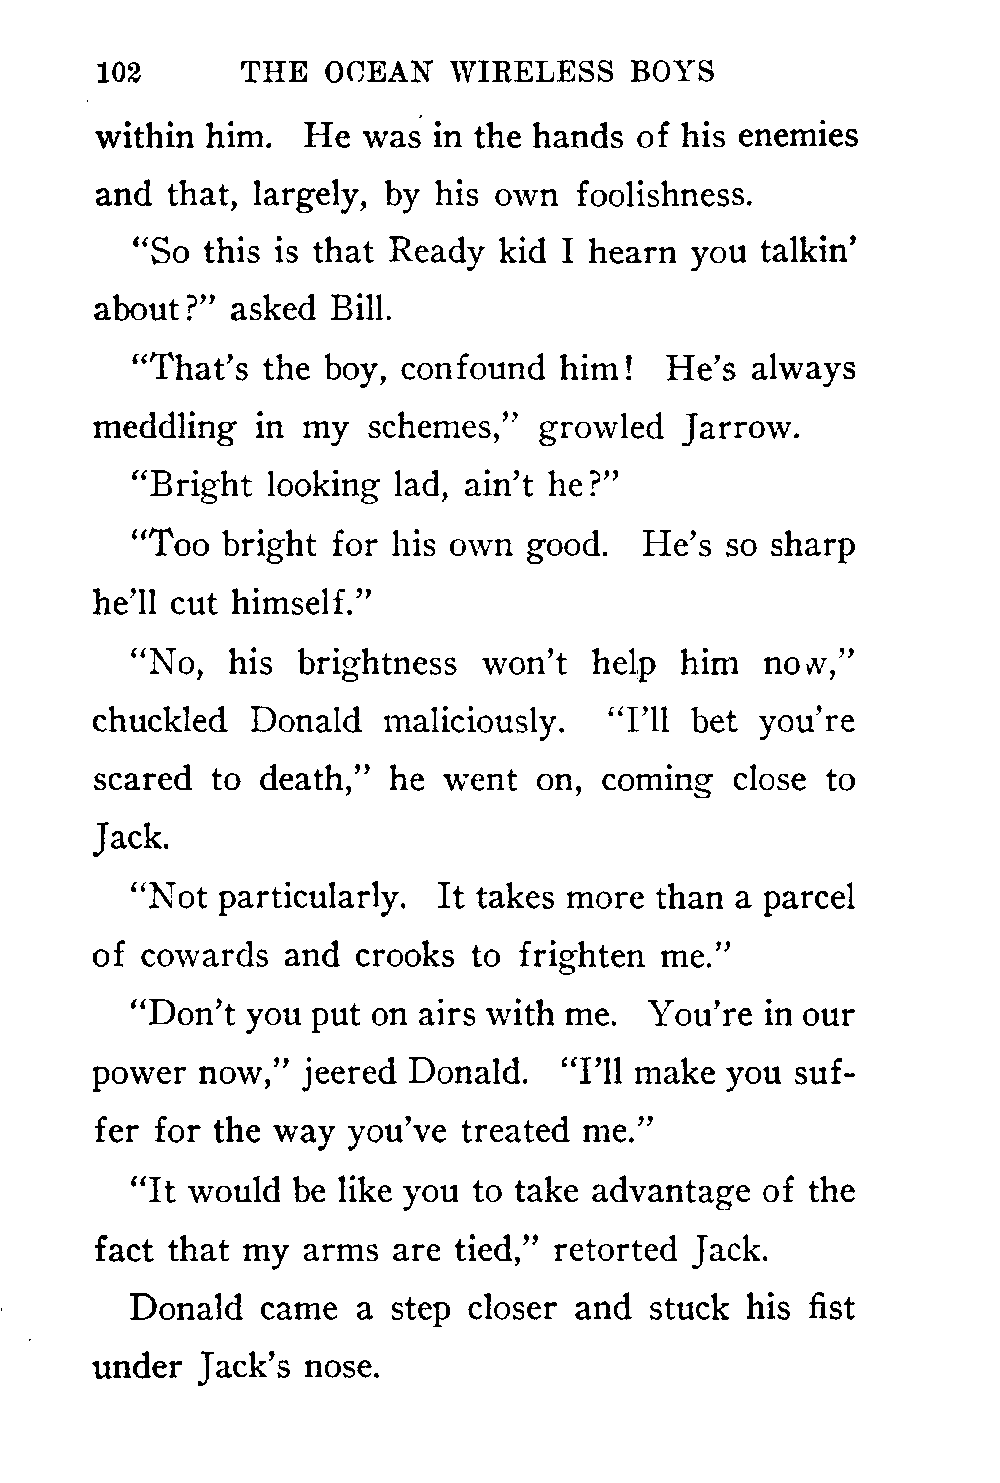 102 THE OCEAN WIRELESS BOYS
within him. He was in the hands of his enemies
and that, largely, by his own foolishness.
“So this is that Ready kid I hearn you talkin’
about?” asked Bill.
“That’s the boy, confound him! He’s always
meddling in my schemes,” growled Jarrow.
“Bright looking lad, ain’t he?”
“Too bright for his own good. He’s so sharp
he’ll cut himself.”
“No, his brightness won’t help him now,”
chuckled Donald maliciously. “I’ll bet you’re
scared to death,” he went on, coming close to
Jack.
“Not particularly. It takes more than a parcel
of cowards and crooks to frighten me.”
“Don’t you put on airs with me. You’re in our
power now,” jeered Donald. “I’ll make you suf-
fer for the way you’ve treated me.”
“It would be like you to take advantage of the
fact that my arms are tied,” retorted Jack.
Donald came a step closer and stuck his fist
under Jack’s nose.